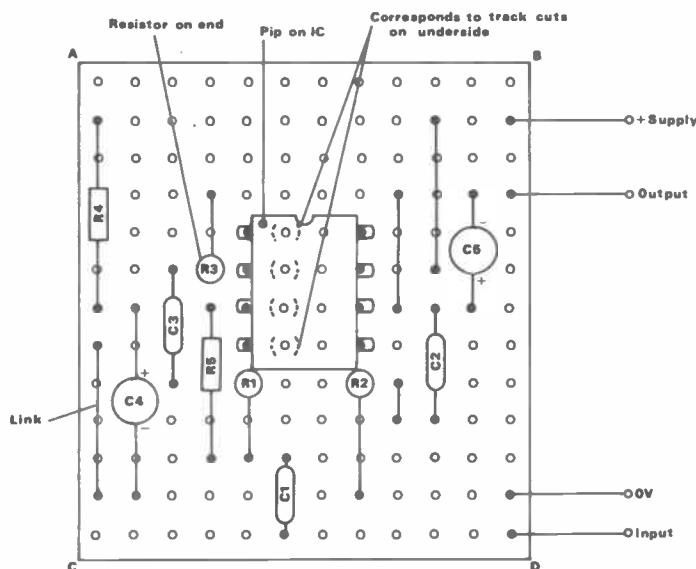 Resistor on end
Pip on IC
Corresponds to track cuts
on underside
A
B
+Supply
Output
R4
C5
R3
C3
R5
C2
R1
R2
C4
Link
C1
0V
Input
C
D
+
−
+
−